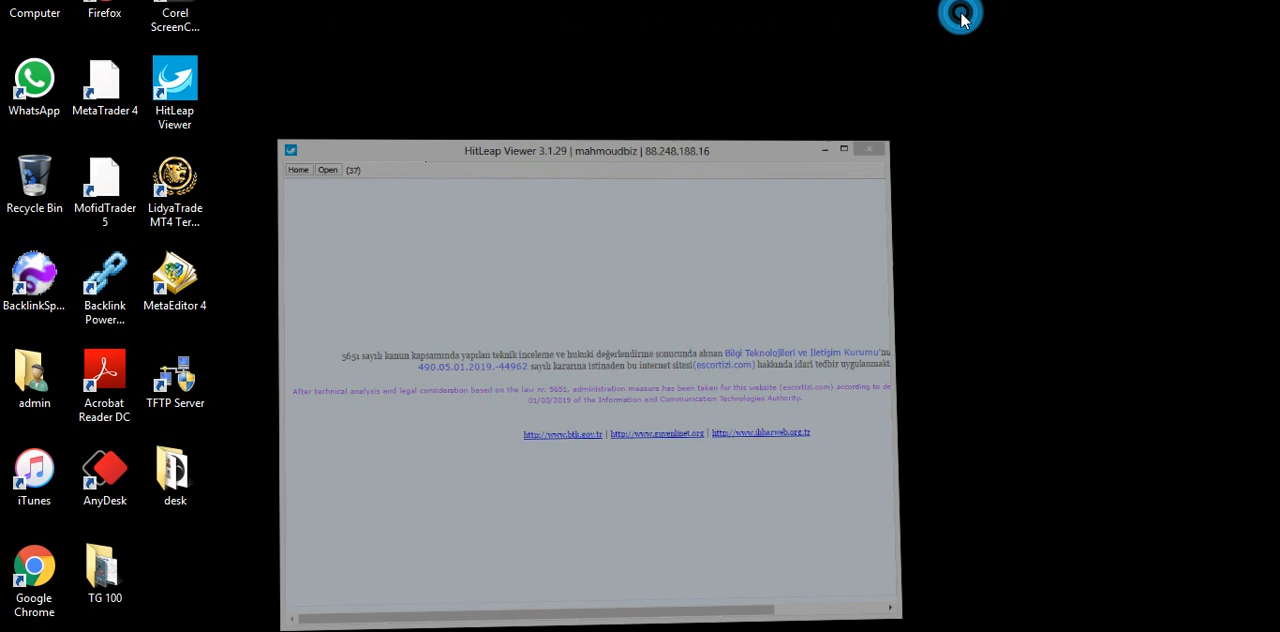 Computer
Firefox
Corel
ScreenC...
WhatsApp
MetaTrader 4
HitLeap
Viewer
Recycle Bin
MofidTrader
5
LidyaTrade
MT4 Ter...
BacklinkSp...
Backlink
Power...
MetaEditor 4
admin
Acrobat
Reader DC
TFTP Server
iTunes
AnyDesk
desk
Google
Chrome
TG 100
HitLeap Viewer 3.1.29 | mahmoudbiz | 88.248.188.16
Home Open (37)
5651 sayılı kanun kapsamında yapılan teknik inceleme ve hukuki değerlendirme sonucunda alınan Bilgi Teknolojileri ve İletişim Kurumu'nu
490.05.01.2019.-44962 sayılı kararına istinaden bu internet sitesi(escortizi.com) hakkında idari tedbir uygulanmakt
After technical analysis and legal consideration based on the law nr. 5651, administration measure has been taken for this website (escortizi.com) according to de
01/03/2019 of the Information and Communication Technologies Authority.
http://www.btk.gov.tr | http://www.guvenlinet.org | http://www.ihbarweb.org.tr